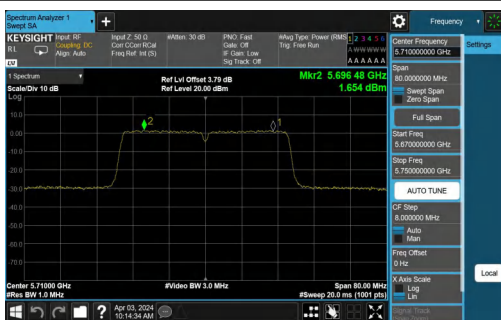 Spectrum Analyzer 1
Swept SA
Frequency
KEYSIGHT
RL
LV
Input: RF
Coupling: DC
Align: Auto
Input Z: 50 Ω
Corr CCorr RCal
Freq Ref: Int (S)
#Atten: 30 dB
PNO: Fast
Gate: Off
IF Gain: Low
Sig Track: Off
#Avg Type: Power (RMS
Trig: Free Run
1 2 3 4 5 6
A W W W W W
A A A A A A
1 Spectrum
Scale/Div 10 dB
Ref Lvl Offset 3.79 dB
Ref Level 20.00 dBm
Mkr2 5.696 48 GHz
1.654 dBm
Log
10.0
0.00
-10.0
-20.0
-30.0
-40.0
-50.0
-60.0
-70.0
2
1
Center 5.71000 GHz
#Res BW 1.0 MHz
#Video BW 3.0 MHz
Span 80.00 MHz
#Sweep 20.0 ms (1001 pts)
Apr 03, 2024
10:14:34 AM
Center Frequency
5.710000000 GHz
Settings
Span
80.0000000 MHz
Swept Span
Zero Span
Full Span
Start Freq
5.670000000 GHz
Stop Freq
5.750000000 GHz
AUTO TUNE
CF Step
8.000000 MHz
Auto
Man
Freq Offset
0 Hz
X Axis Scale
Log
Lin
Local
Signal Track